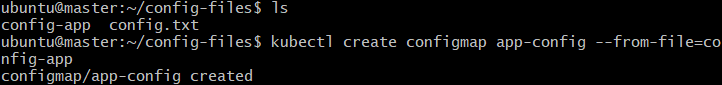 ubuntu@master:~/config-files$ ls
config-app  config.txt
ubuntu@master:~/config-files$ kubectl create configmap app-config --from-file=co
nfig-app
configmap/app-config created